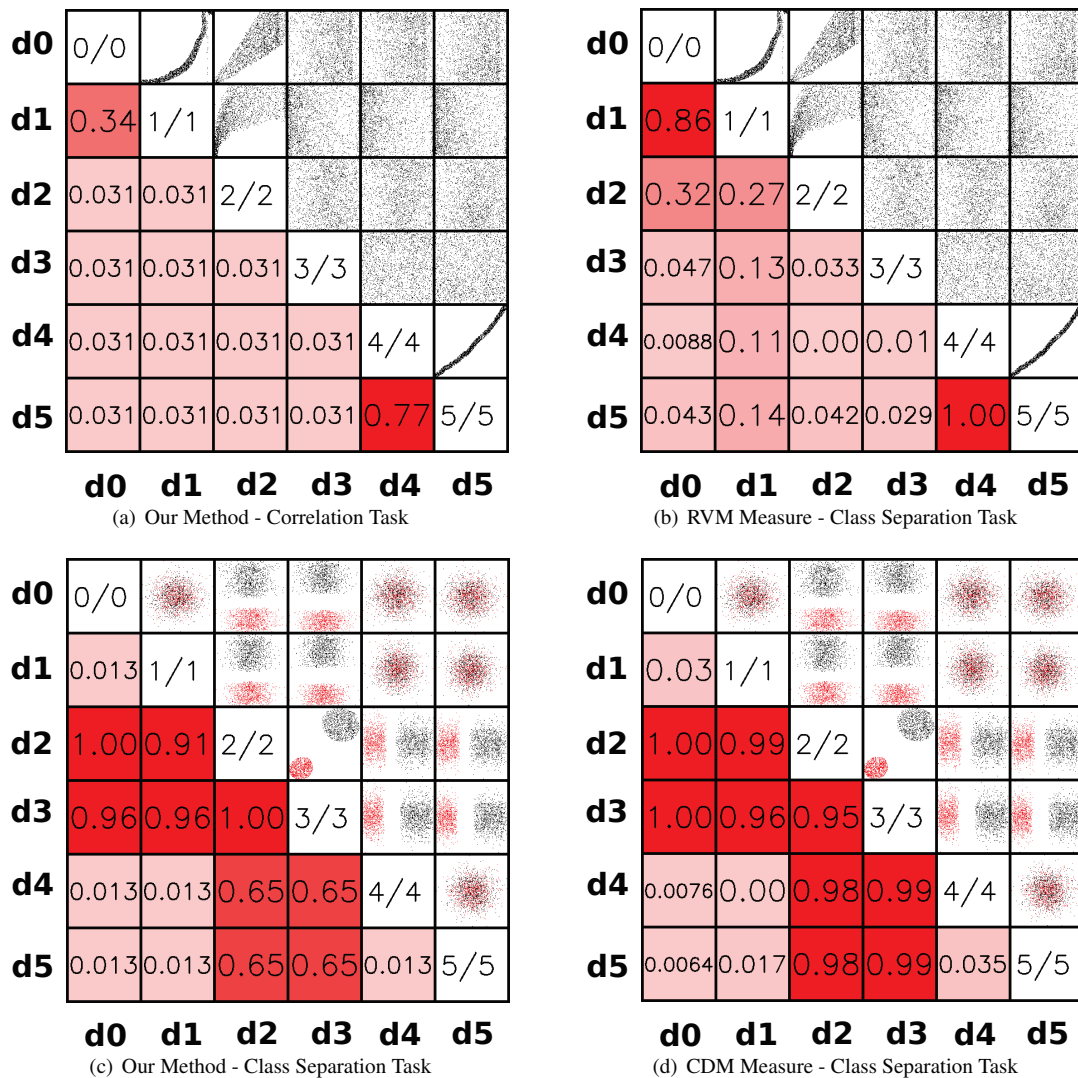 d0 0/0
d1 0.34 1/1
d2 0.031 0.031 2/2
d3 0.031 0.031 0.031 3/3
d4 0.031 0.031 0.031 0.031 4/4
d5 0.031 0.031 0.031 0.031 0.77 5/5
d0 d1 d2 d3 d4 d5
(a) Our Method - Correlation Task
d0 0/0
d1 0.86 1/1
d2 0.32 0.27 2/2
d3 0.047 0.13 0.033 3/3
d4 0.0088 0.11 0.00 0.01 4/4
d5 0.043 0.14 0.042 0.029 1.00 5/5
d0 d1 d2 d3 d4 d5
(b) RVM Measure - Class Separation Task
d0 0/0
d1 0.013 1/1
d2 1.00 0.91 2/2
d3 0.96 0.96 1.00 3/3
d4 0.013 0.013 0.65 0.65 4/4
d5 0.013 0.013 0.65 0.65 0.013 5/5
d0 d1 d2 d3 d4 d5
(c) Our Method - Class Separation Task
d0 0/0
d1 0.03 1/1
d2 1.00 0.99 2/2
d3 1.00 0.96 0.95 3/3
d4 0.0076 0.00 0.98 0.99 4/4
d5 0.0064 0.017 0.98 0.99 0.035 5/5
d0 d1 d2 d3 d4 d5
(d) CDM Measure - Class Separation Task